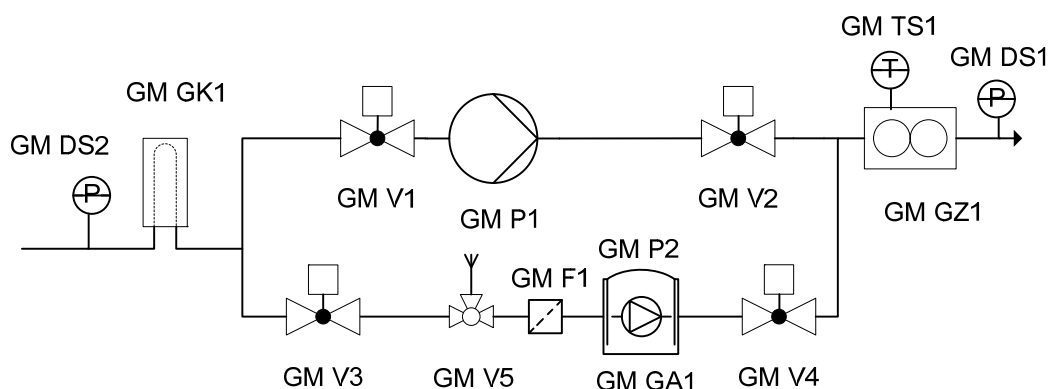 GM TS1
GM DS1
GM GK1
T
P
GM DS2
P
GM V1
GM V2
GM GZ1
GM P1
GM P2
GM F1
GM V3
GM V5
GM GA1
GM V4